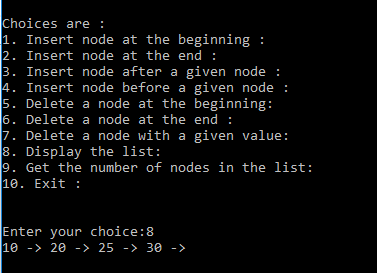 Choices are :
1. Insert node at the beginning :
2. Insert node at the end :
3. Insert node after a given node :
4. Insert node before a given node :
5. Delete a node at the beginning:
6. Delete a node at the end :
7. Delete a node with a given value:
8. Display the list:
9. Get the number of nodes in the list:
10. Exit :
Enter your choice:8
10 -> 20 -> 25 -> 30 ->